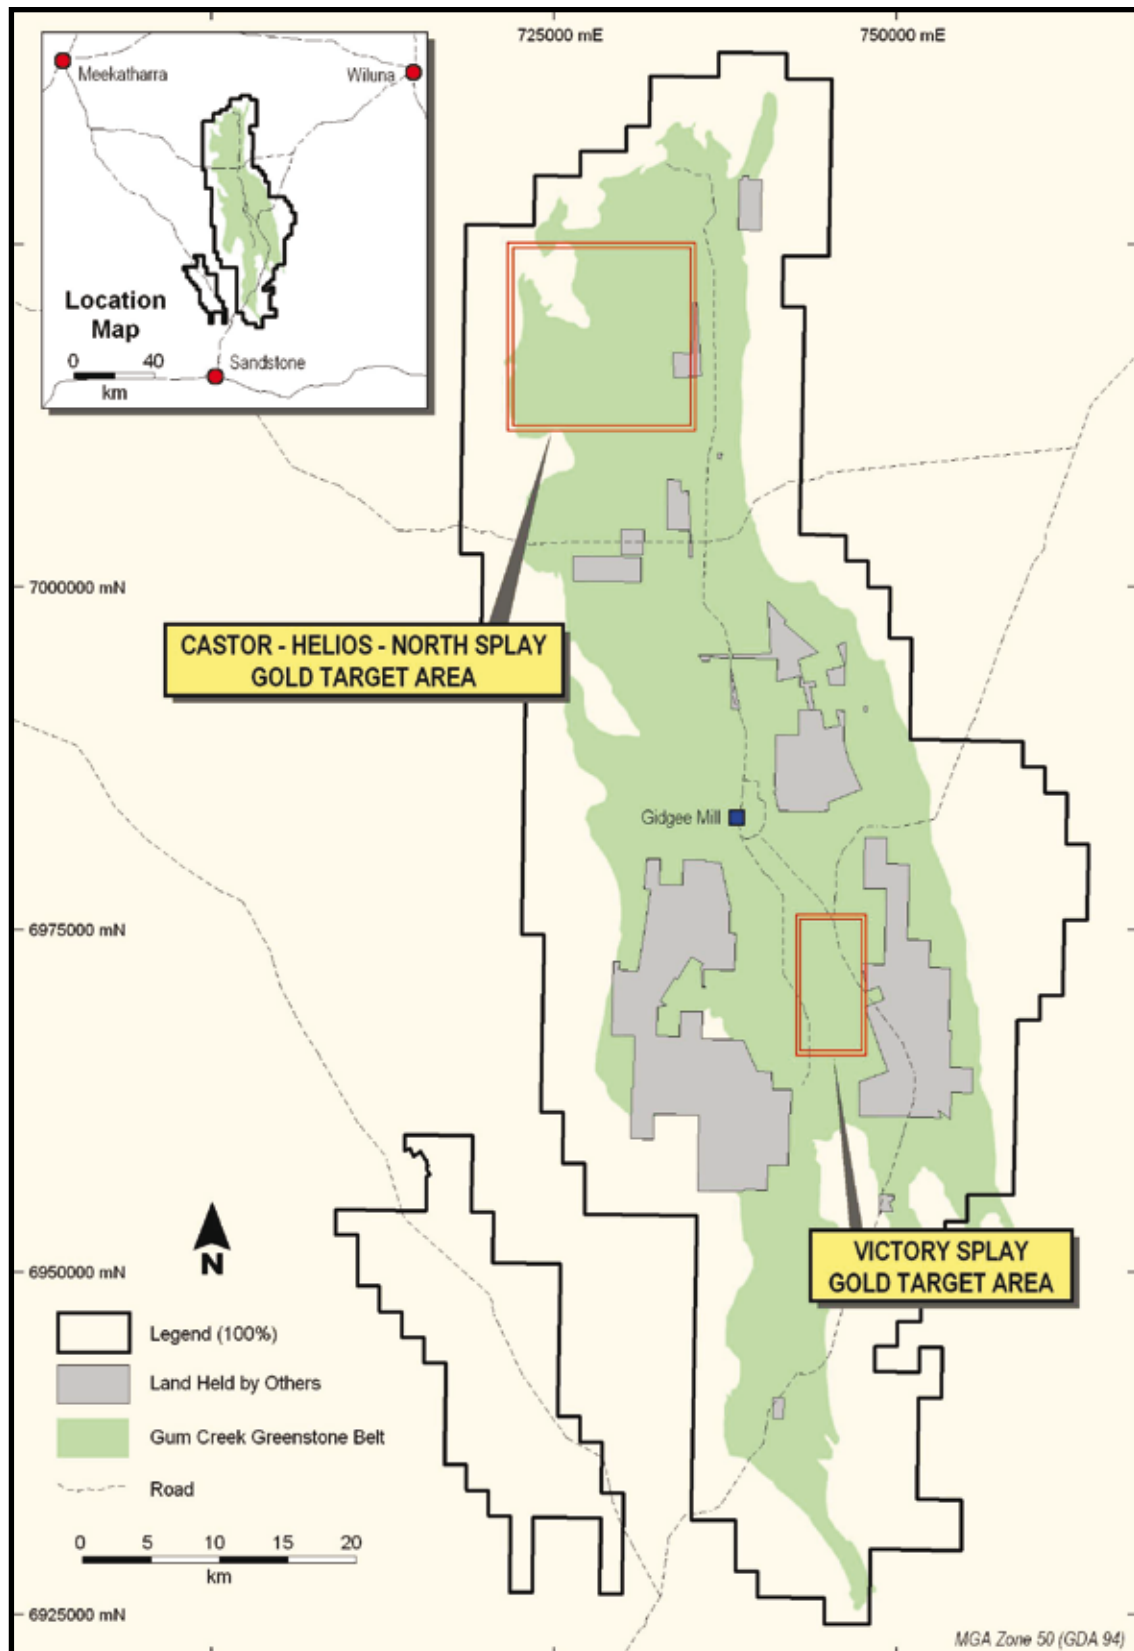 725000 mE
750000 mE
Meekatharra
Wiluna
Location
Map
0 40
km
Sandstone
7000000 mN
CASTOR - HELIOS - NORTH SPLAY
GOLD TARGET AREA
Gidgee Mill
6975000 mN
N
6950000 mN
VICTORY SPLAY
GOLD TARGET AREA
Legend (100%)
Land Held by Others
Gum Creek Greenstone Belt
Road
0 5 10 15 20
km
6925000 mN
MGA Zone 50 (GDA 94)